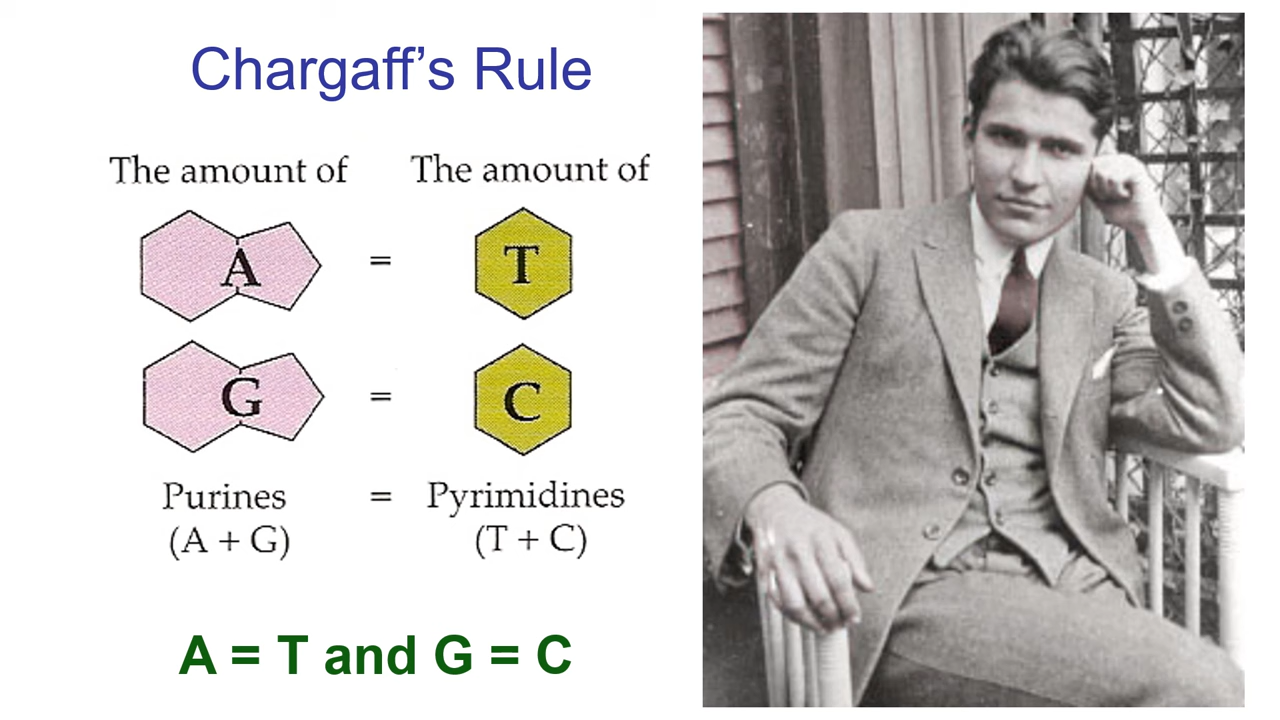 Chargaff's Rule
The amount of
The amount of
A = T
G = C
Purines = Pyrimidines
(A + G) (T + C)
A = T and G = C